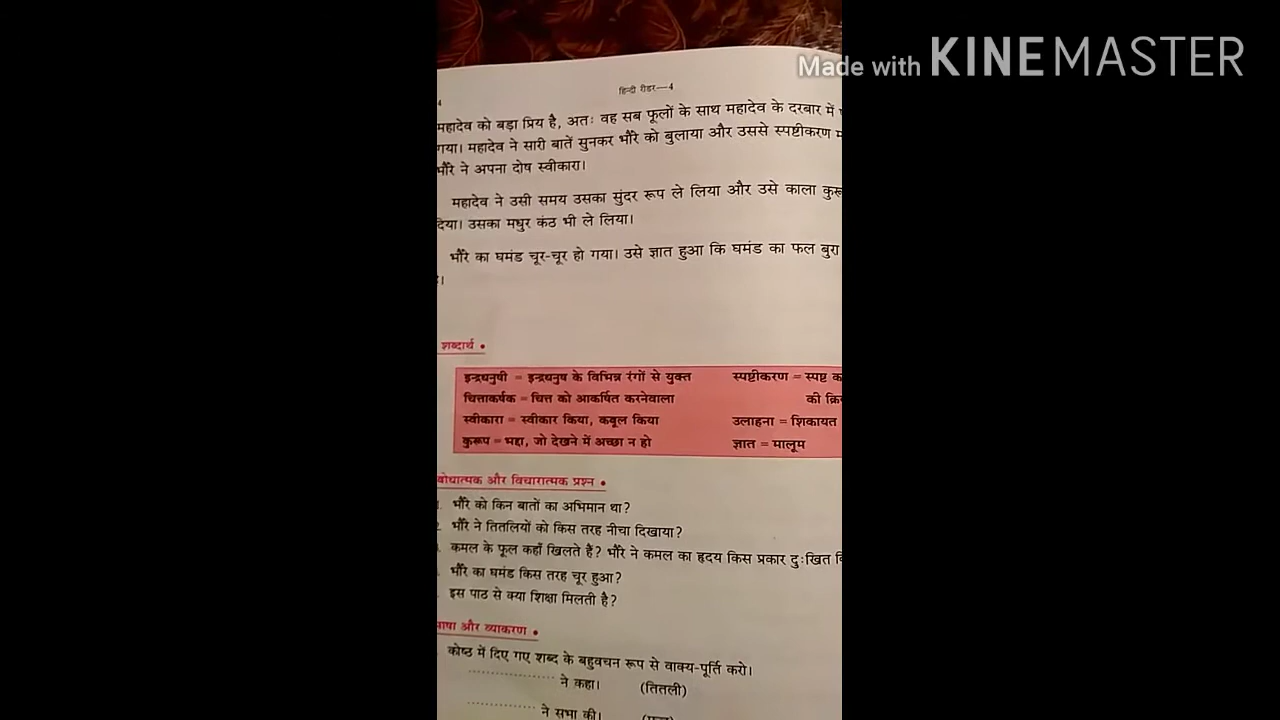 Made with KINEMASTER
4
हिन्दी रीडर—4
महादेव को बड़ा प्रिय है, अतः वह सब फूलों के साथ महादेव के दरबार में
गया। महादेव ने सारी बातें सुनकर भौंरे को बुलाया और उससे स्पष्टीकरण
भौंरे ने अपना दोष स्वीकारा।
महादेव ने उसी समय उसका सुंदर रूप ले लिया और उसे काला
दिया। उसका मधुर कंठ भी ले लिया।
भौंरे का घमंड चूर-चूर हो गया। उसे ज्ञात हुआ कि घमंड का फल बुरा
शब्दार्थ •
इन्द्रधनुषी = इन्द्रधनुष के विभिन्न रंगों से युक्त
चित्ताकर्षक = चित्त को आकर्षित करनेवाला
स्वीकारा = स्वीकार किया, कबूल किया
कुरूप = भद्दा, जो देखने में अच्छा न हो
स्पष्टीकरण = स्पष्ट
की
उलाहना = शिकायत
ज्ञात = मालूम
बोधात्मक और विचारात्मक प्रश्न •
भौंरे को किन बातों का अभिमान था?
भौंरे ने तितलियों को किस तरह नीचा दिखाया?
कमल के फूल कहाँ खिलते हैं? भौंरे ने कमल का हृदय किस प्रकार दुःखित
भौंरे का घमंड किस तरह चूर हुआ?
इस पाठ से क्या शिक्षा मिलती है?
भाषा और व्याकरण •
कोष्ठ में दिए गए शब्द के बहुवचन रूप से वाक्य-पूर्ति करो।
.................... ने कहा। (तितली)
.................... ने सभा की।